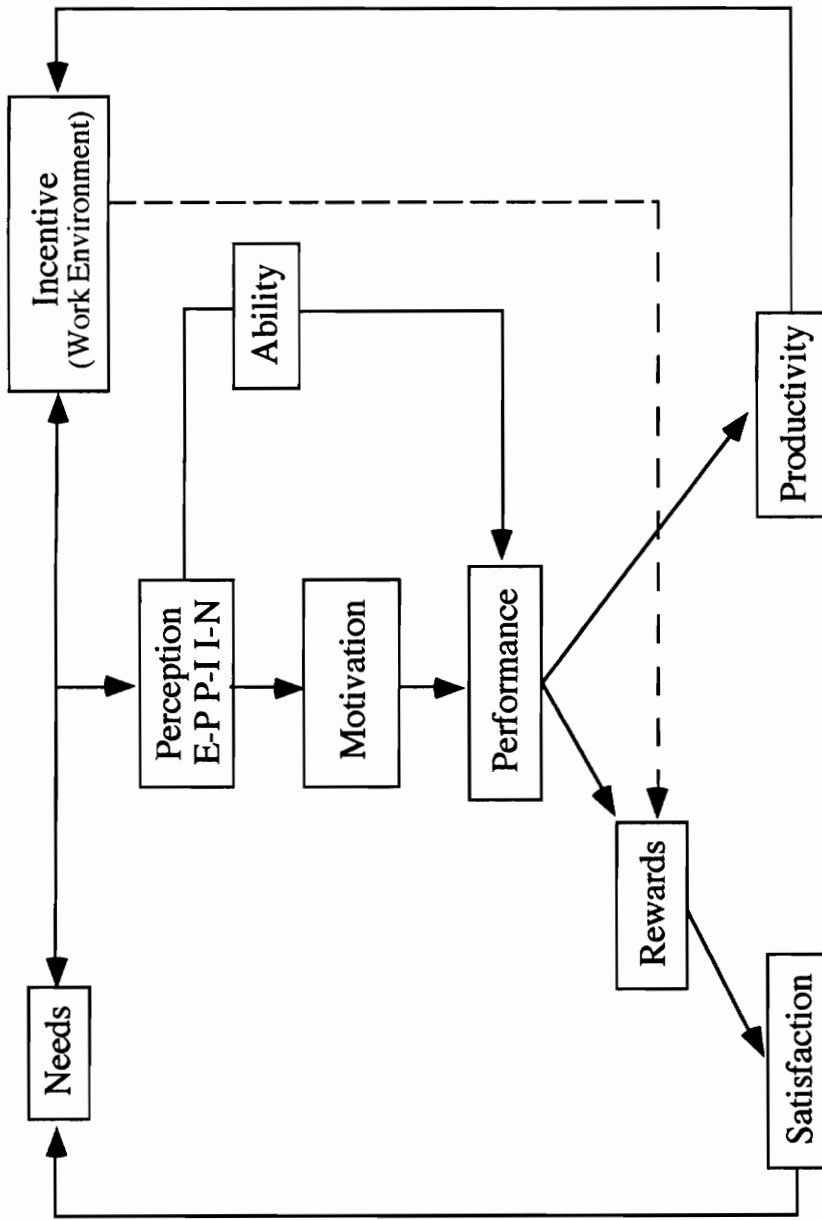 Needs
Incentive
(Work Environment)
Perception
E-P P-I I-N
Ability
Motivation
Performance
Rewards
Productivity
Satisfaction